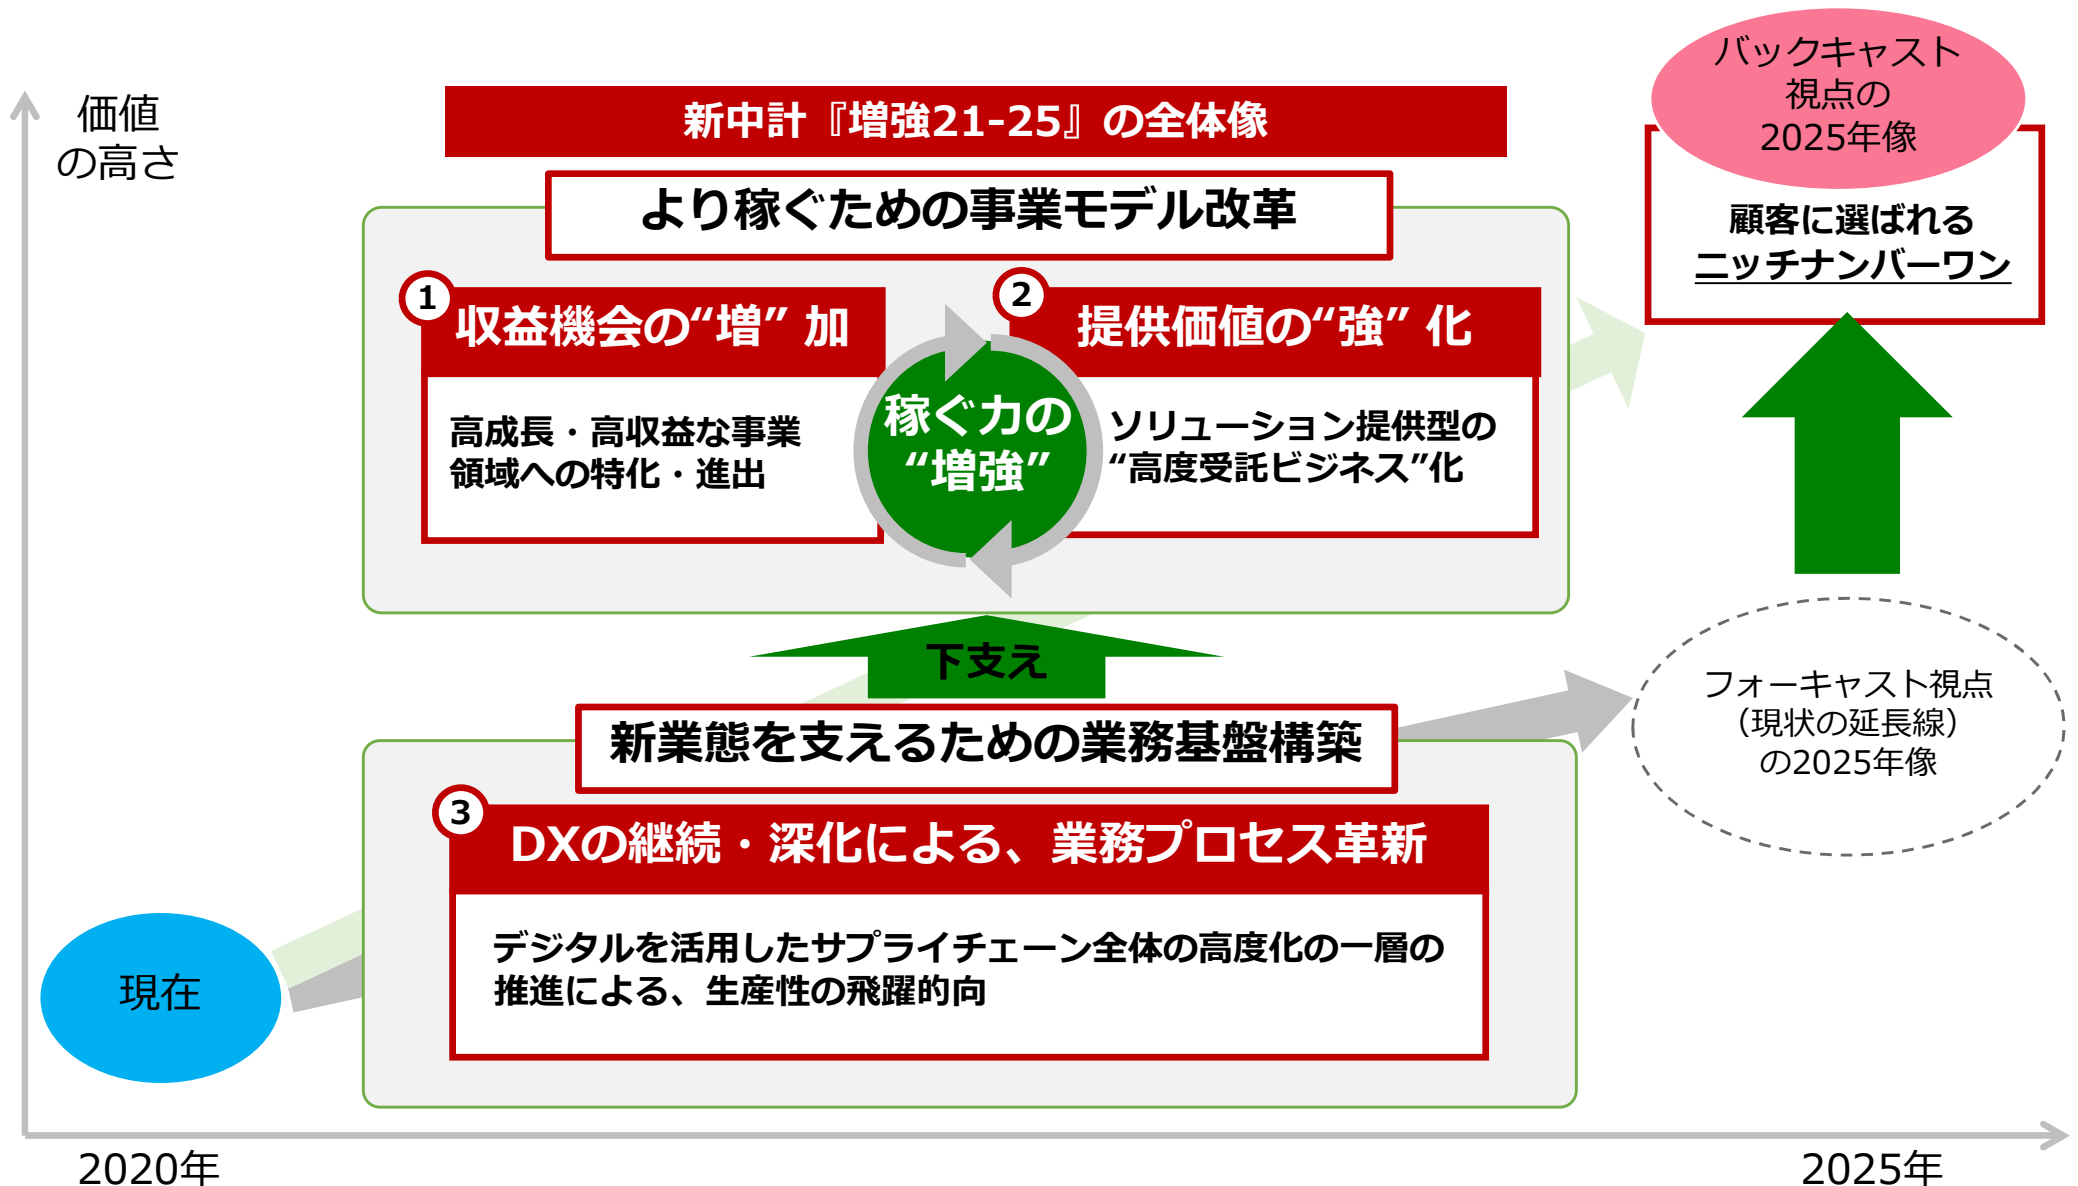 価値
の高さ
新中計『増強21-25』の全体像
バックキャスト
視点の
2025年像
顧客に選ばれる
ニッチナンバーワン
より稼ぐための事業モデル改革
1
収益機会の“増” 加
高成長・高収益な事業
領域への特化・進出
稼ぐ力の
“増強”
2
提供価値の“強” 化
ソリューション提供型の
“高度受託ビジネス”化
下支え
フォーキャスト視点
（現状の延長線）
の2025年像
新業態を支えるための業務基盤構築
3
DXの継続・深化による、業務プロセス革新
デジタルを活用したサプライチェーン全体の高度化の一層の
推進による、生産性の飛躍的向
現在
2020年
2025年